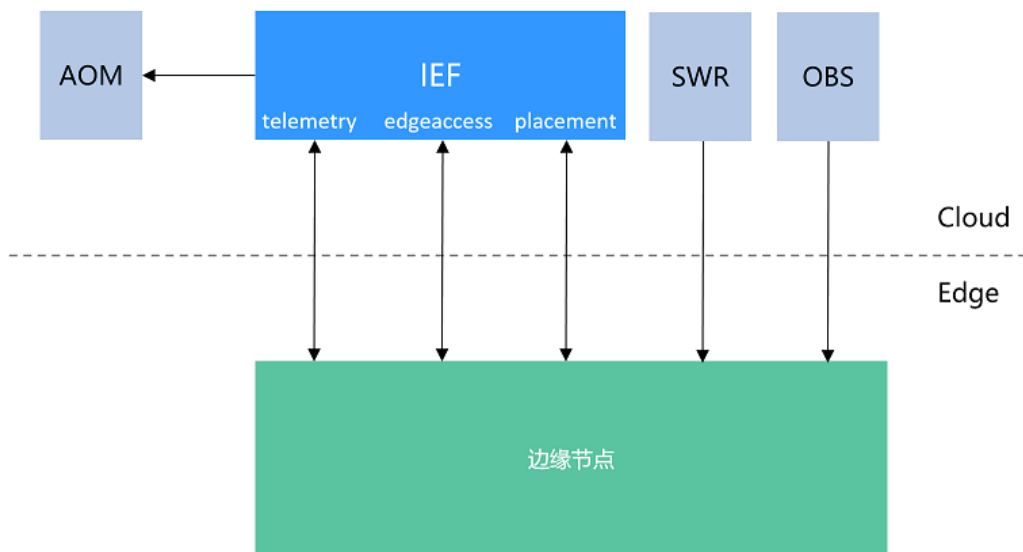 AOM
IEF
SWR
OBS
telemetry edgeaccess placement
Cloud
Edge
边缘节点